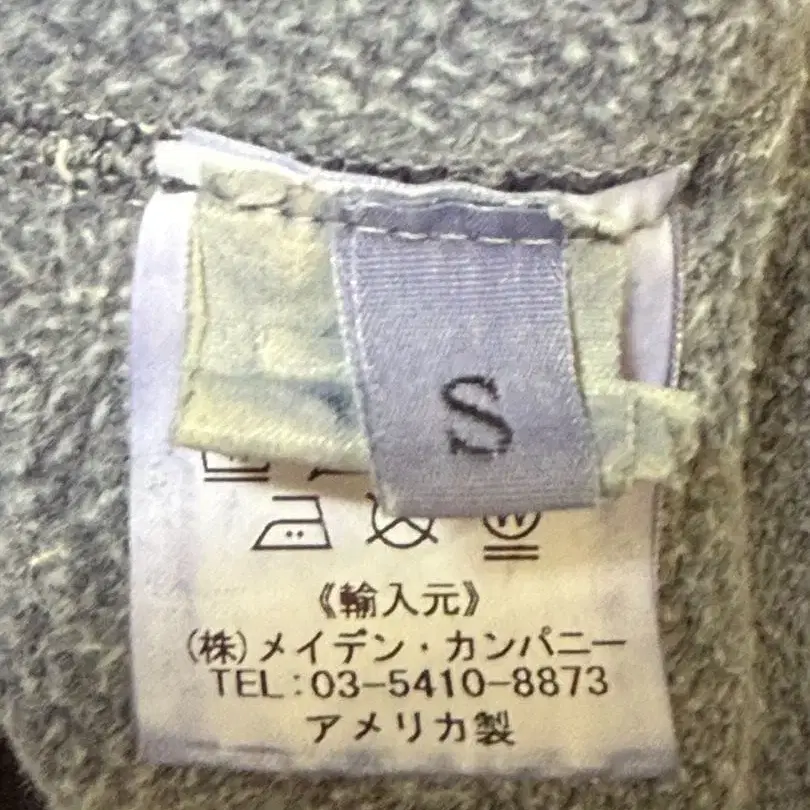 S
W
《輸入元》
(株)メイデン・カンパニー
TEL:03-5410-8873
アメリカ製